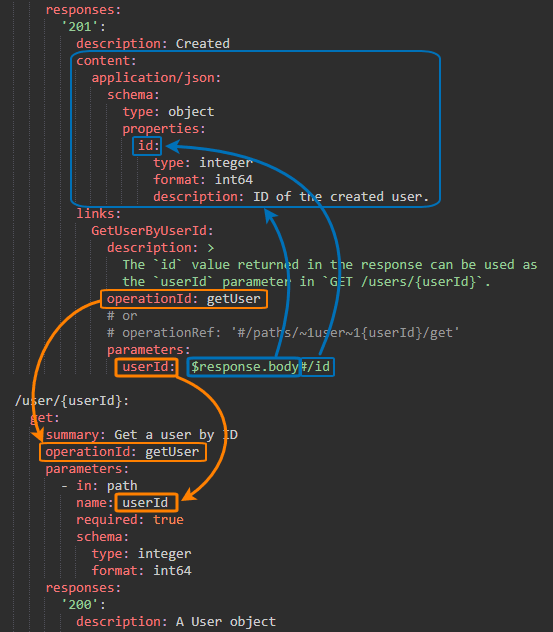 responses:
'201':
description: Created
content:
application/json:
schema:
type: object
properties:
id:
type: integer
format: int64
description: ID of the created user.
links:
GetUserByUserId:
description: >
The `id` value returned in the response can be used as
the `userId` parameter in `GET /users/{userId}`.
operationId: getUser
# or
# operationRef: '#/paths/~1user~1{userId}/get'
parameters:
userId: $response.body#/id
/user/{userId}:
get:
summary: Get a user by ID
operationId: getUser
parameters:
- in: path
name: userId
required: true
schema:
type: integer
format: int64
responses:
'200':
description: A User object